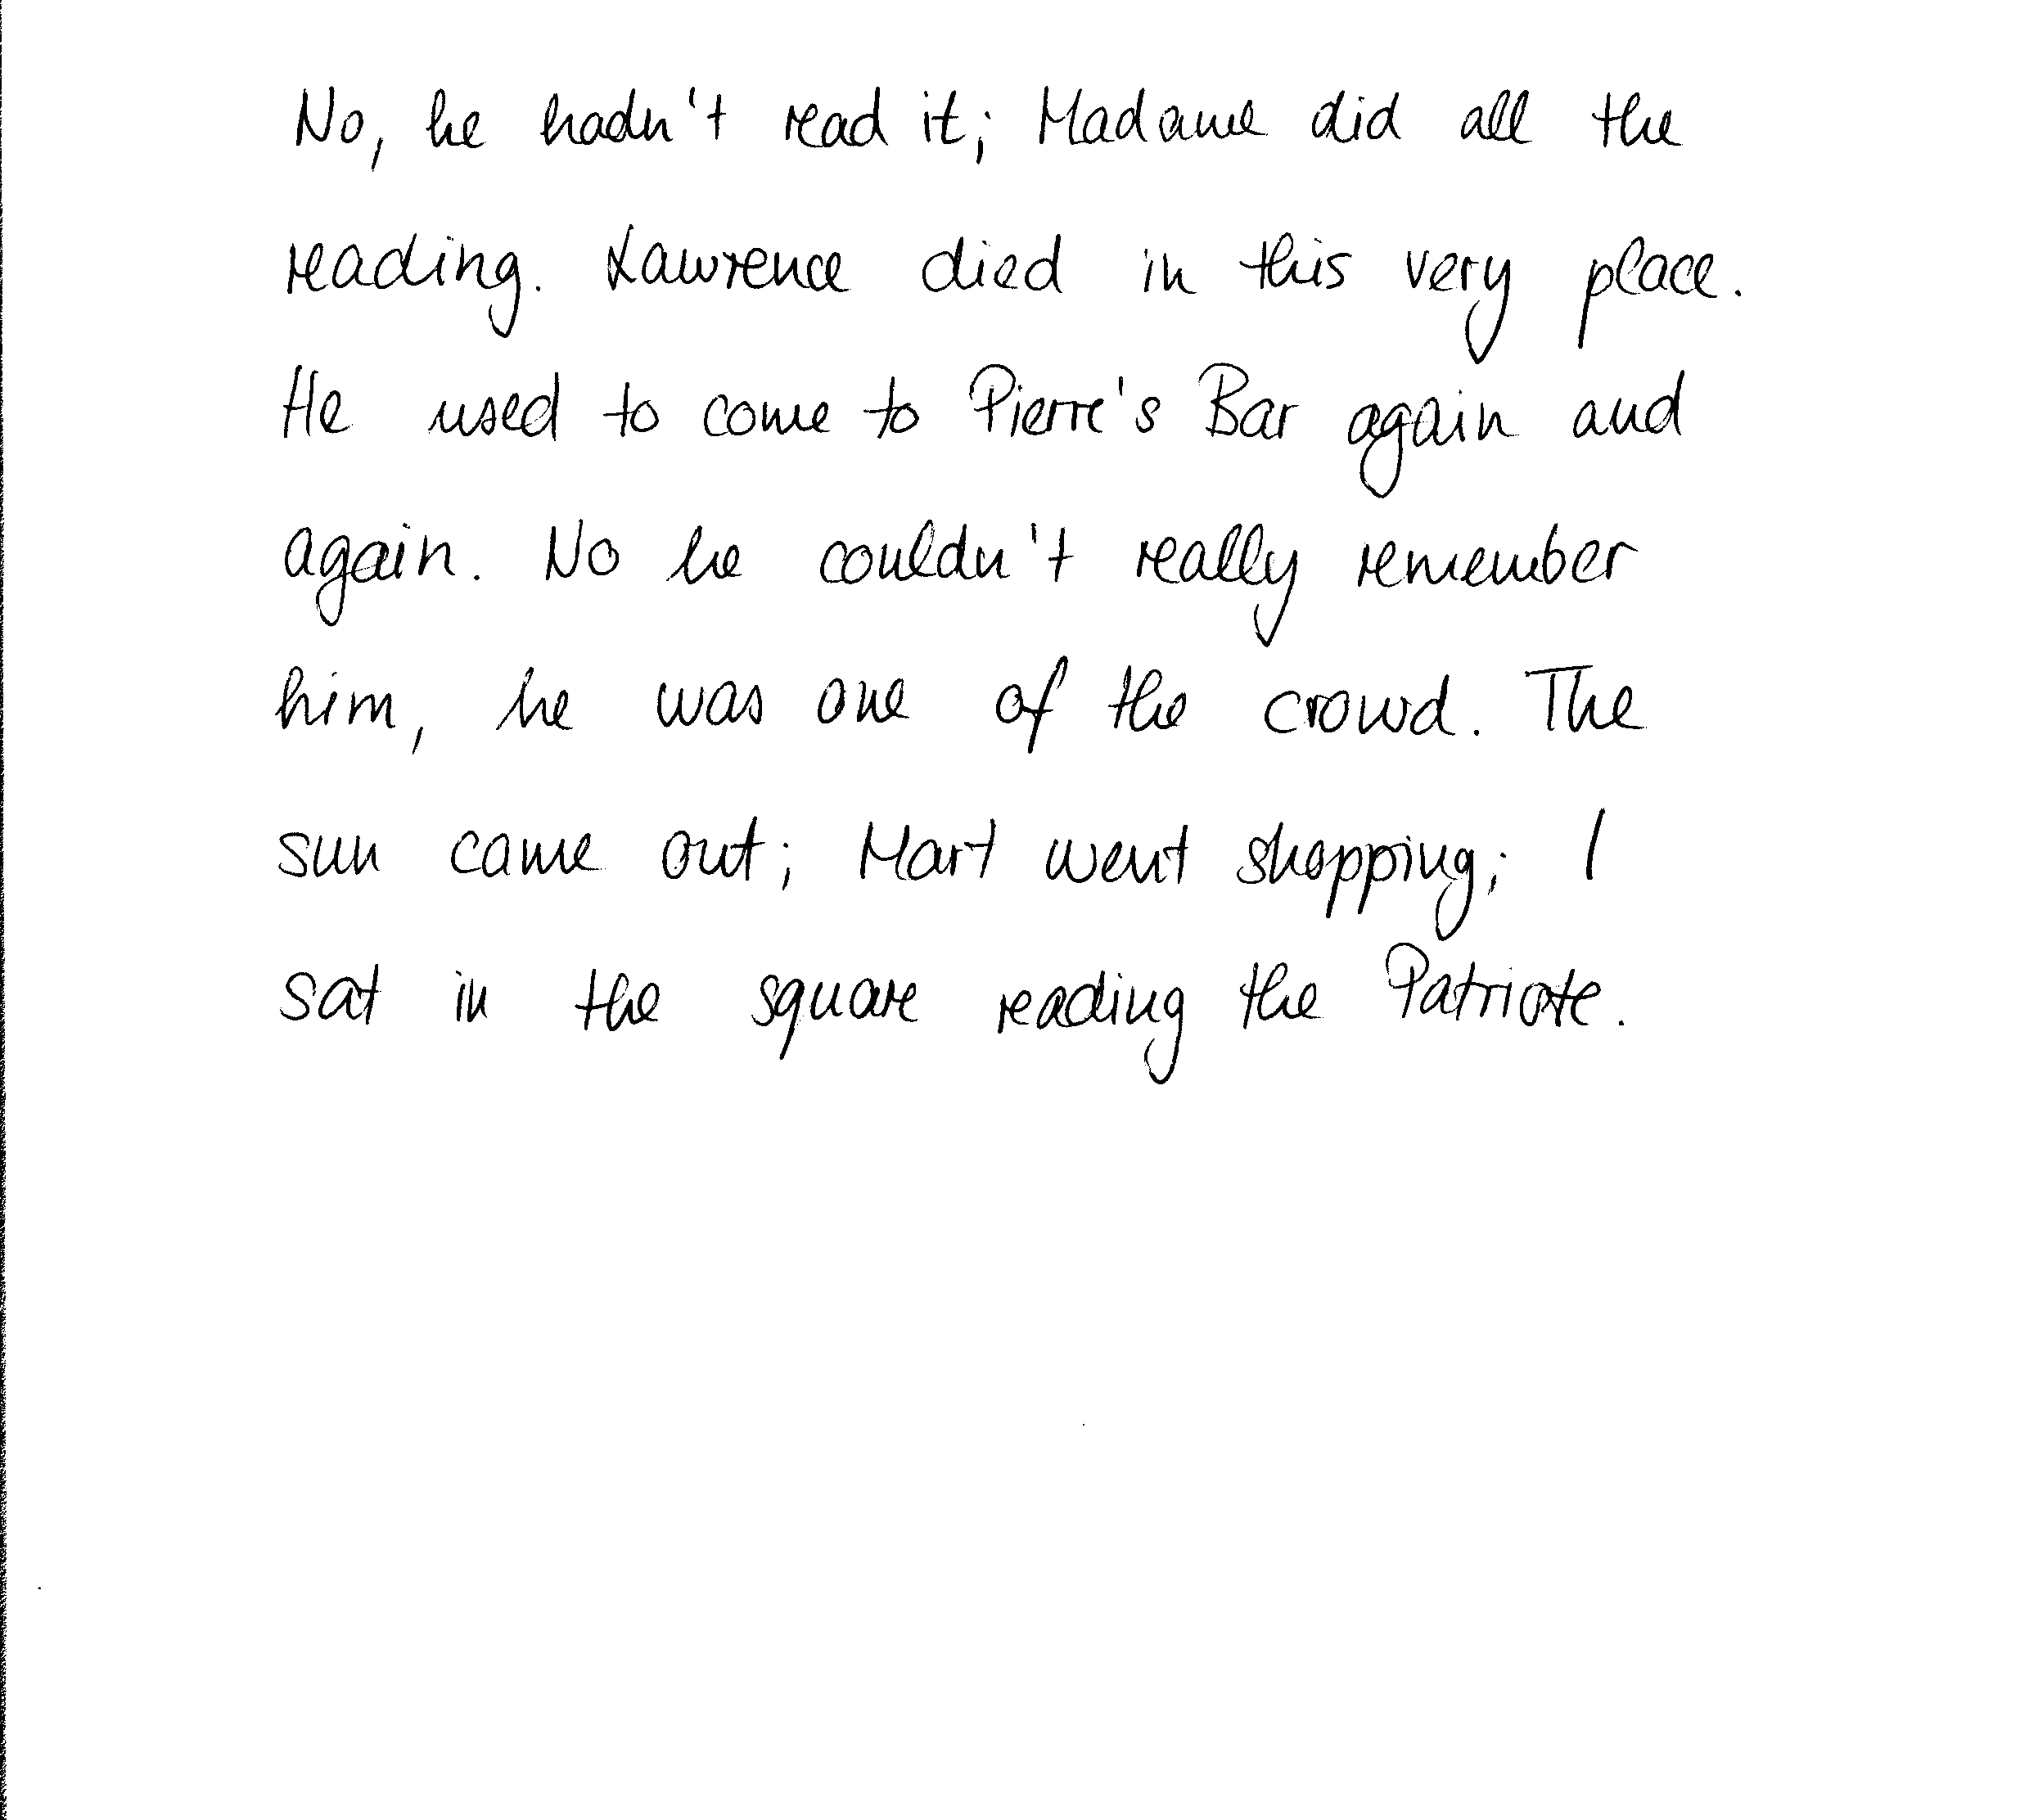 No, he hadn't read it; Madame did all the
reading. Lawrence died in this very place.
He used to come to Pierre's Bar again and
again. No he couldn't really remember
him, he was one of the crowd. The
sun came out; Mart went shopping; I
sat in the square reading the Patriote.